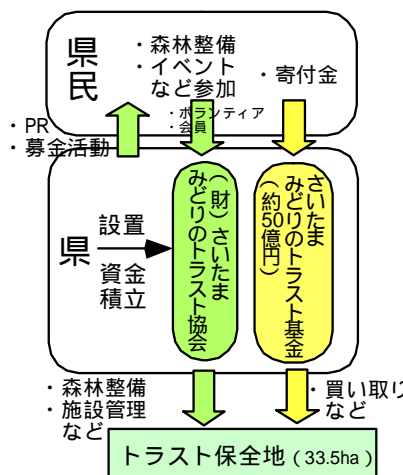 県民
・森林整備
・イベント
など参加
・ボランティア
・会員
・寄付金
・PR
・募金活動
県
設置
資金
積立
（財）さいたま
みどりのトラスト協会
さいたま
みどりのトラスト基金
（約50億円）
・森林整備
・施設管理
など
・買い取り
など
トラスト保全地（33.5ha）